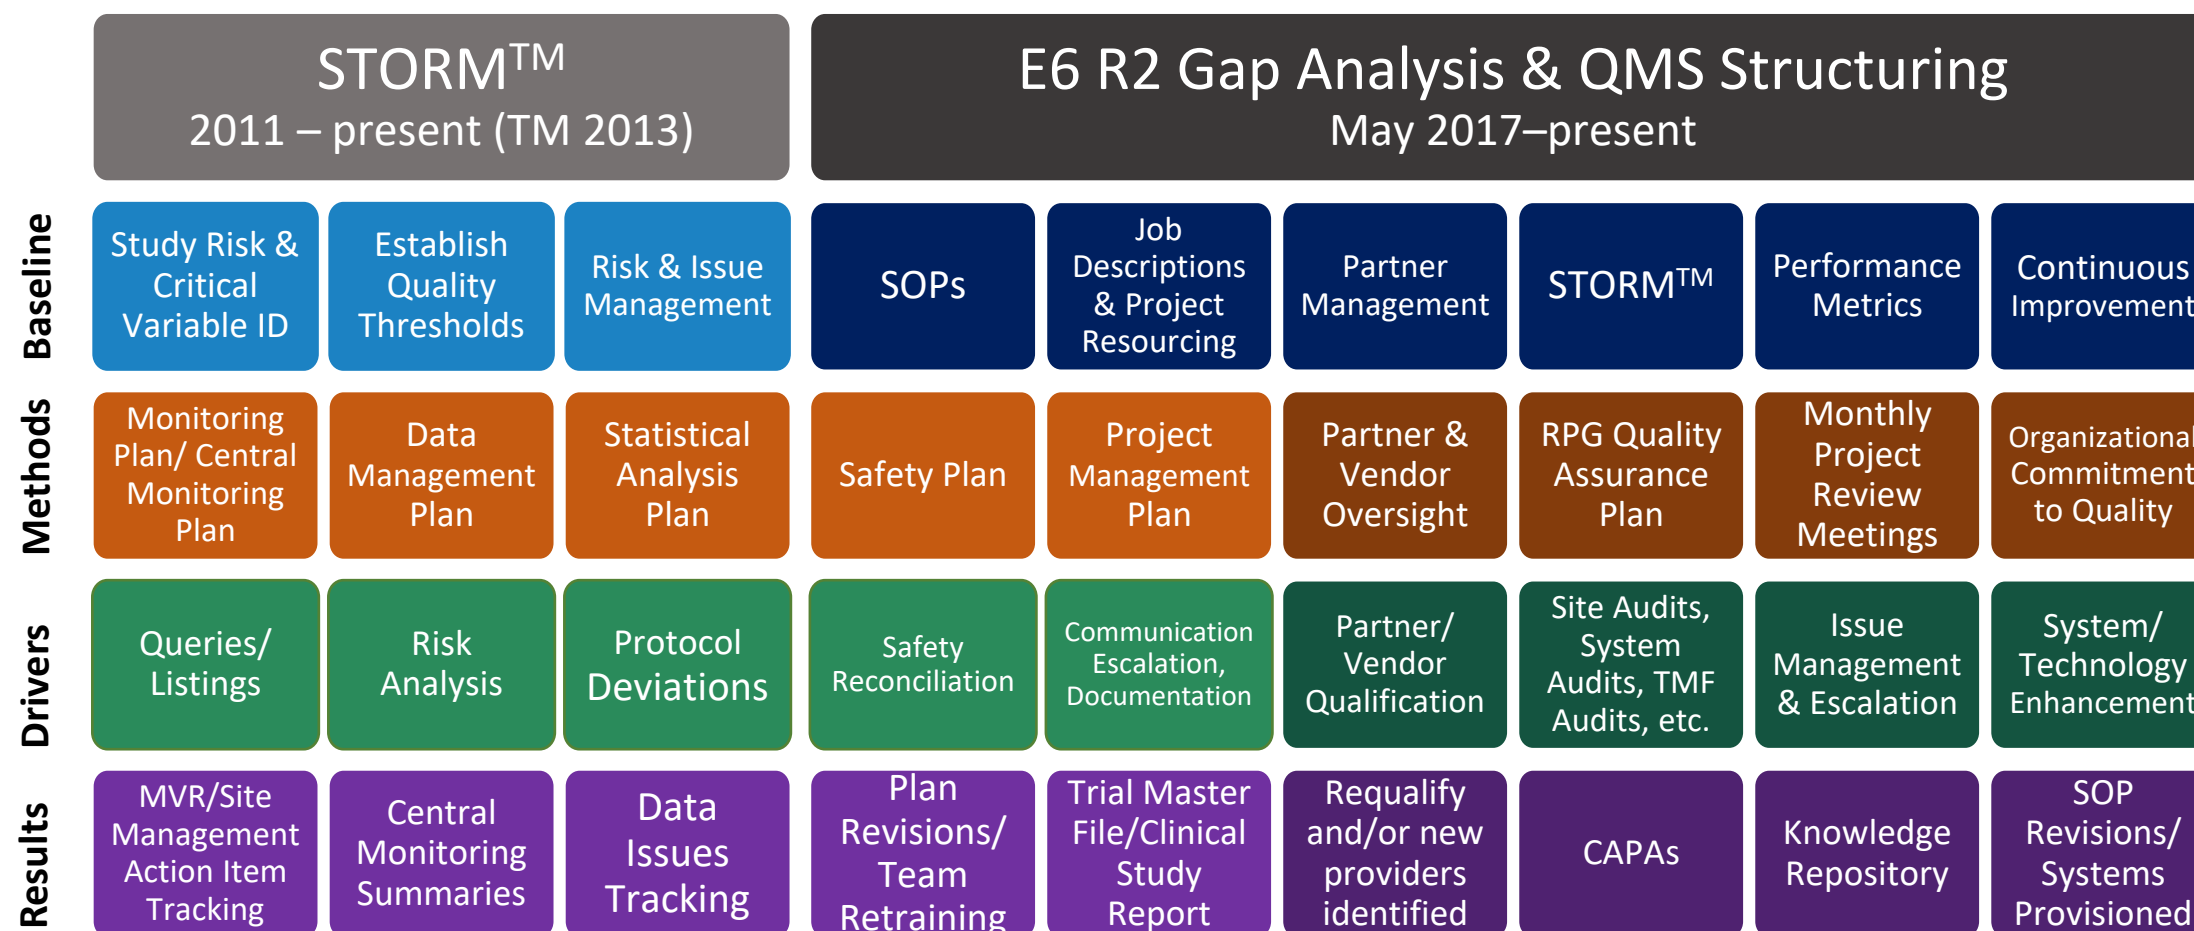 STORM™
2011 – present (TM 2013)
E6 R2 Gap Analysis & QMS Structuring
May 2017–present
Baseline
Study Risk &
Critical
Variable ID
Establish
Quality
Thresholds
Risk & Issue
Management
SOPs
Job
Descriptions
& Project
Resourcing
Partner
Management
STORM™
Performance
Metrics
Continuous
Improvement
Methods
Monitoring
Plan/ Central
Monitoring
Plan
Data
Management
Plan
Statistical
Analysis
Plan
Safety Plan
Project
Management
Plan
Partner &
Vendor
Oversight
RPG Quality
Assurance
Plan
Monthly
Project
Review
Meetings
Organizational
Commitment
to Quality
Drivers
Queries/
Listings
Risk
Analysis
Protocol
Deviations
Safety
Reconciliation
Communication
Escalation,
Documentation
Partner/
Vendor
Qualification
Site Audits,
System
Audits, TMF
Audits, etc.
Issue
Management
& Escalation
System/
Technology
Enhancement
Results
MVR/Site
Management
Action Item
Tracking
Central
Monitoring
Summaries
Data
Issues
Tracking
Plan
Revisions/
Team
Retraining
Trial Master
File/Clinical
Study
Report
Requalify
and/or new
providers
identified
CAPAs
Knowledge
Repository
SOP
Revisions/
Systems
Provisioned